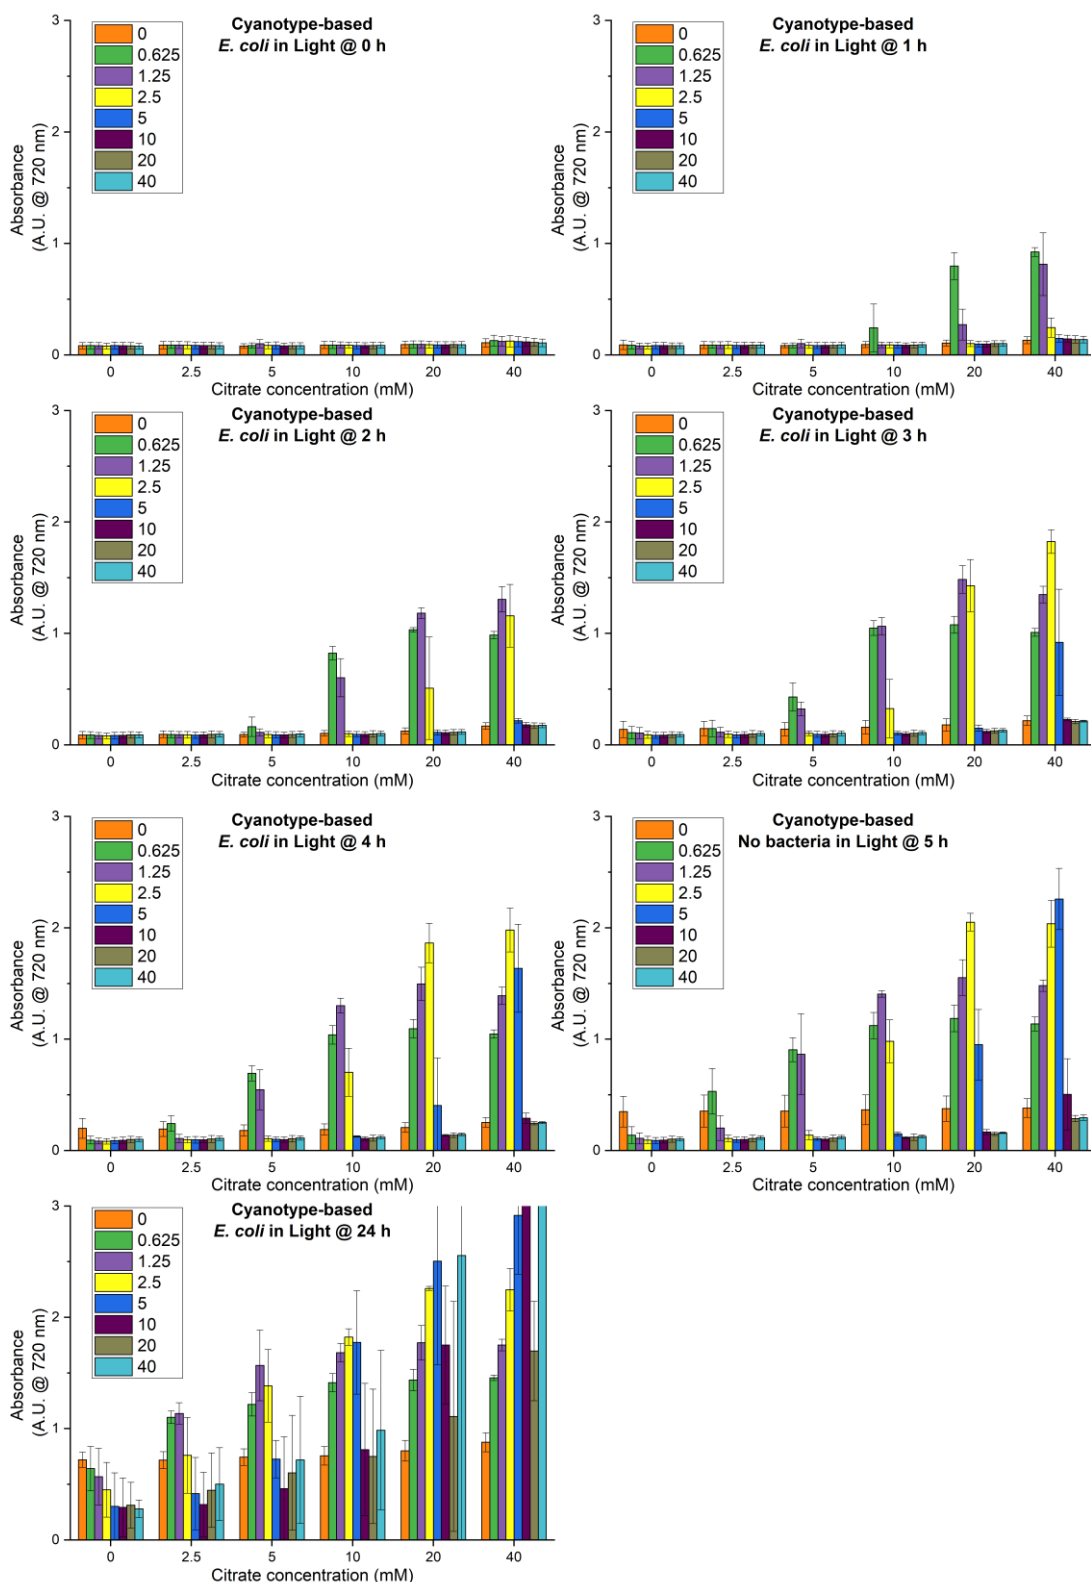 Cyanotype-based
E. coli in Light @ 0 h
0
0.625
1.25
2.5
5
10
20
40
3
2
1
0
Absorbance
(A.U. @ 720 nm)
0 2.5 5 10 20 40
Citrate concentration (mM)
Cyanotype-based
E. coli in Light @ 1 h
0
0.625
1.25
2.5
5
10
20
40
3
2
1
0
Absorbance
(A.U. @ 720 nm)
0 2.5 5 10 20 40
Citrate concentration (mM)
Cyanotype-based
E. coli in Light @ 2 h
0
0.625
1.25
2.5
5
10
20
40
3
2
1
0
Absorbance
(A.U. @ 720 nm)
0 2.5 5 10 20 40
Citrate concentration (mM)
Cyanotype-based
E. coli in Light @ 3 h
0
0.625
1.25
2.5
5
10
20
40
3
2
1
0
Absorbance
(A.U. @ 720 nm)
0 2.5 5 10 20 40
Citrate concentration (mM)
Cyanotype-based
E. coli in Light @ 4 h
0
0.625
1.25
2.5
5
10
20
40
3
2
1
0
Absorbance
(A.U. @ 720 nm)
0 2.5 5 10 20 40
Citrate concentration (mM)
Cyanotype-based
No bacteria in Light @ 5 h
0
0.625
1.25
2.5
5
10
20
40
3
2
1
0
Absorbance
(A.U. @ 720 nm)
0 2.5 5 10 20 40
Citrate concentration (mM)
Cyanotype-based
E. coli in Light @ 24 h
0
0.625
1.25
2.5
5
10
20
40
3
2
1
0
Absorbance
(A.U. @ 720 nm)
0 2.5 5 10 20 40
Citrate concentration (mM)